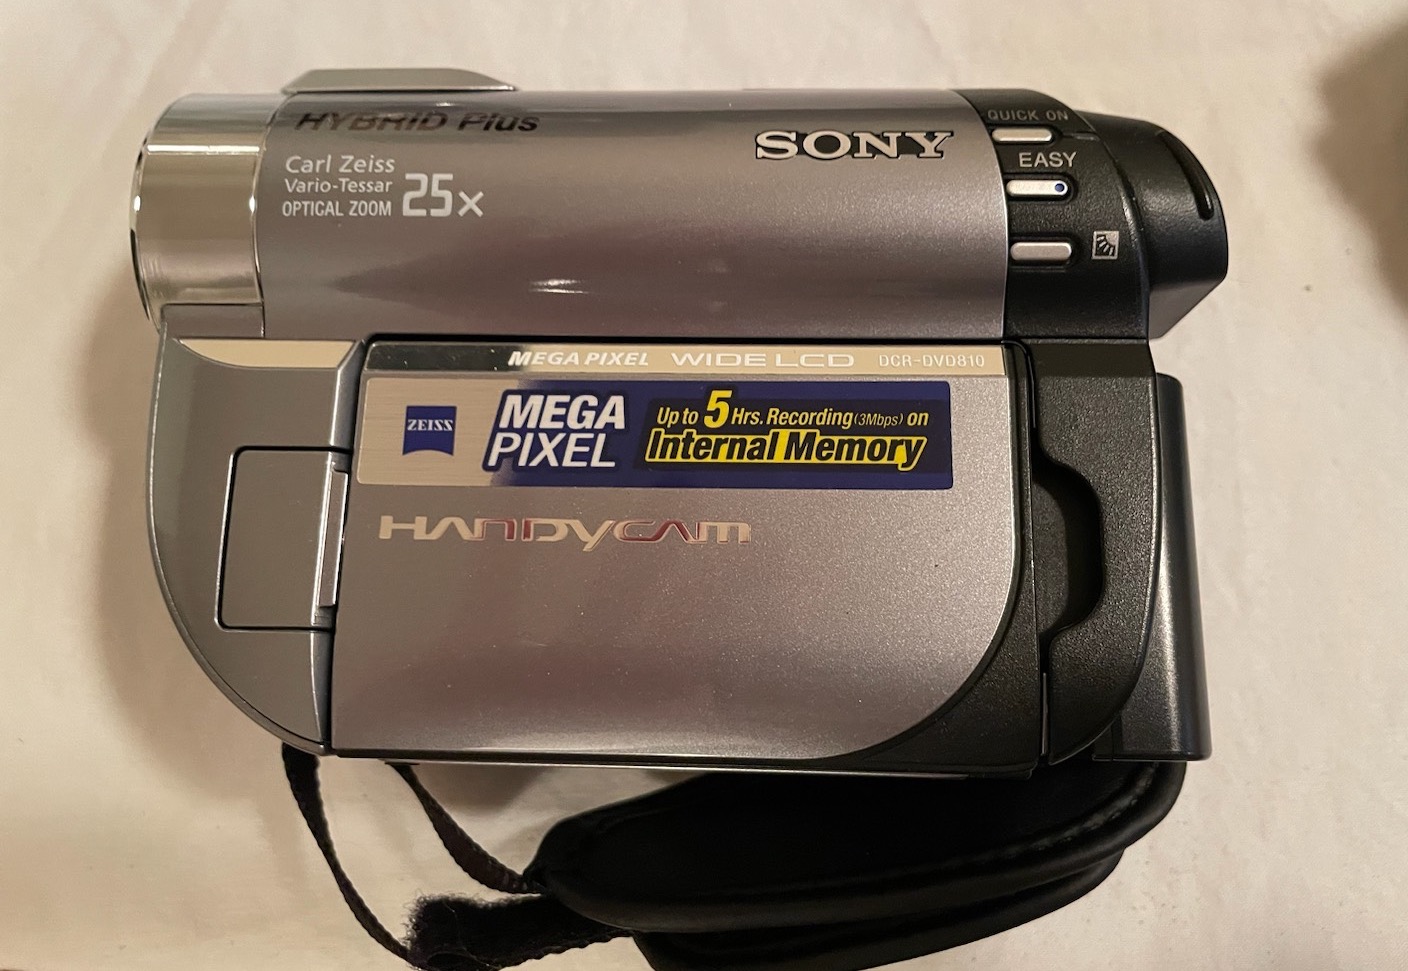 HYBRID Plus
Carl Zeiss
Vario-Tessar
OPTICAL ZOOM 25x
SONY
QUICK ON
EASY
MEGA PIXEL WIDE LCD DCR-DVD810
ZEISS
MEGA
PIXEL
Up to 5 Hrs. Recording (3Mbps) on
Internal Memory
HANDYCAM